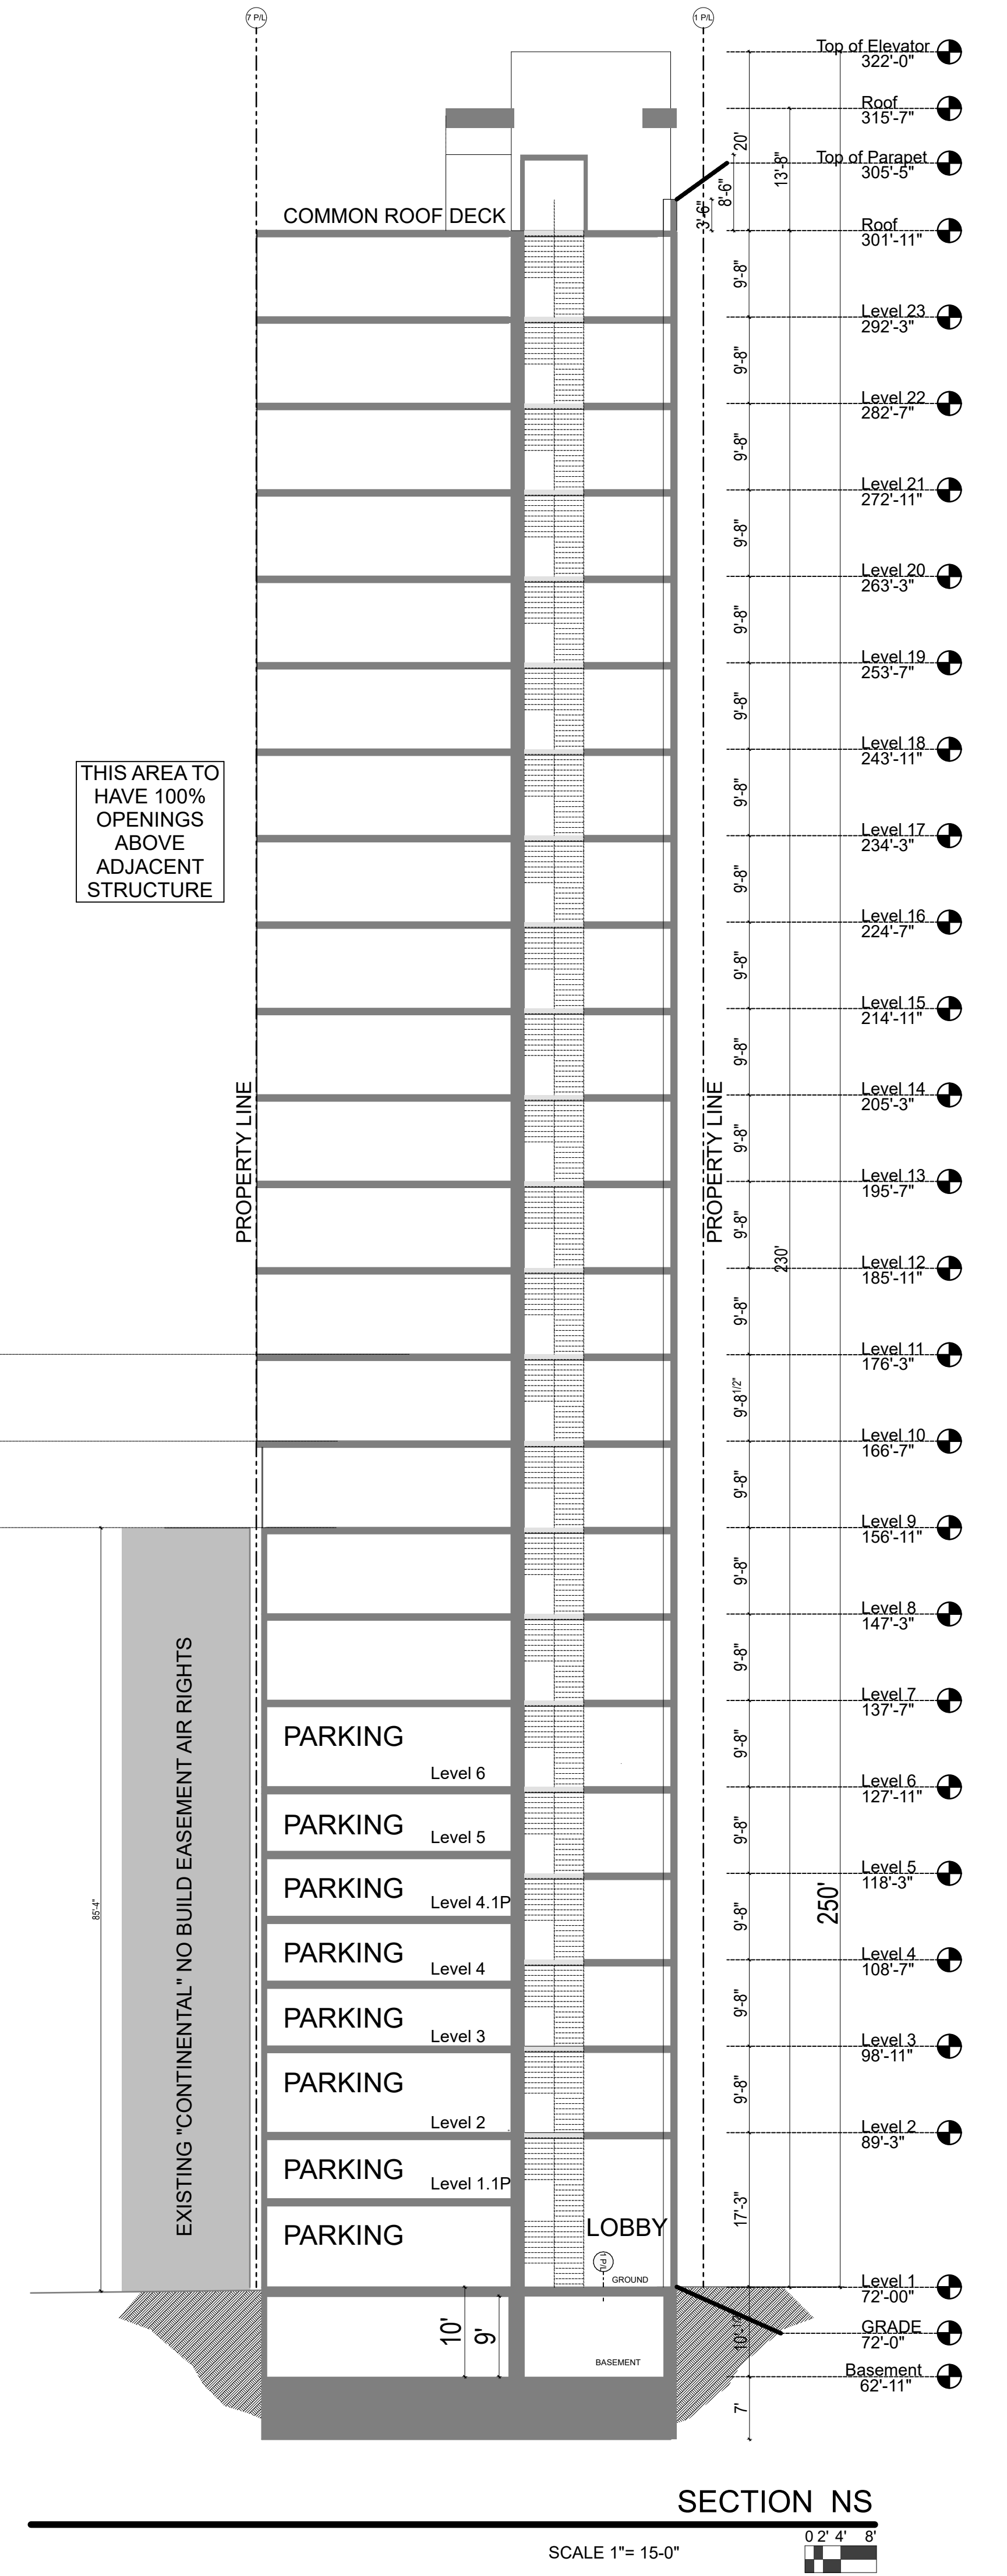 7 P/L
1 P/L
Top of Elevator
322'-0"
Roof
315'-7"
20'
Top of Parapet
305'-5"
13'-8"
8'-6"
3'-6"
COMMON ROOF DECK
Roof
301'-11"
9'-8"
Level 23
292'-3"
9'-8"
Level 22
282'-7"
9'-8"
Level 21
272'-11"
9'-8"
Level 20
263'-3"
9'-8"
Level 19
253'-7"
9'-8"
Level 18
243'-11"
THIS AREA TO
HAVE 100%
OPENINGS
ABOVE
ADJACENT
STRUCTURE
9'-8"
Level 17
234'-3"
9'-8"
Level 16
224'-7"
9'-8"
Level 15
214'-11"
9'-8"
Level 14
205'-3"
PROPERTY LINE
PROPERTY LINE
9'-8"
Level 13
195'-7"
9'-8"
230'
Level 12
185'-11"
9'-8"
Level 11
176'-3"
9'-8 1/2"
Level 10
166'-7"
9'-8"
Level 9
156'-11"
9'-8"
Level 8
147'-3"
9'-8"
Level 7
137'-7"
EXISTING "CONTINENTAL" NO BUILD EASEMENT AIR RIGHTS
85'-4"
PARKING
Level 6
9'-8"
Level 6
127'-11"
PARKING
Level 5
9'-8"
Level 5
118'-3"
PARKING
Level 4.1P
9'-8"
250'
PARKING
Level 4
Level 4
108'-7"
PARKING
Level 3
9'-8"
Level 3
98'-11"
PARKING
Level 2
9'-8"
Level 2
89'-3"
PARKING
Level 1.1P
17'-3"
PARKING
LOBBY
1 P/L
GROUND
Level 1
72'-00"
10'
9'
10'-1/2"
GRADE
72'-0"
BASEMENT
Basement
62'-11"
7'
SECTION NS
SCALE 1"= 15-0"
0 2' 4' 8'